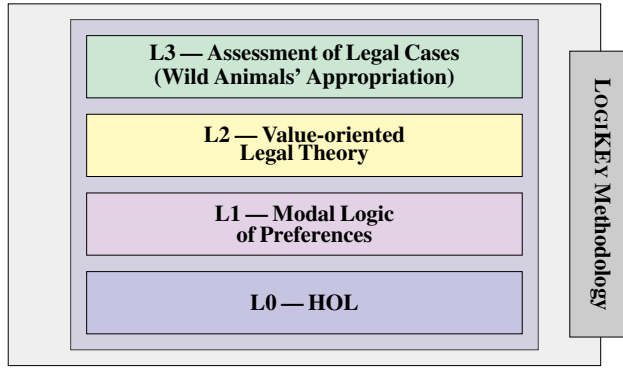 L3 — Assessment of Legal Cases
(Wild Animals’ Appropriation)
L2 — Value-oriented
Legal Theory
L1 — Modal Logic
of Preferences
L0 — HOL
LOGIKEY Methodology